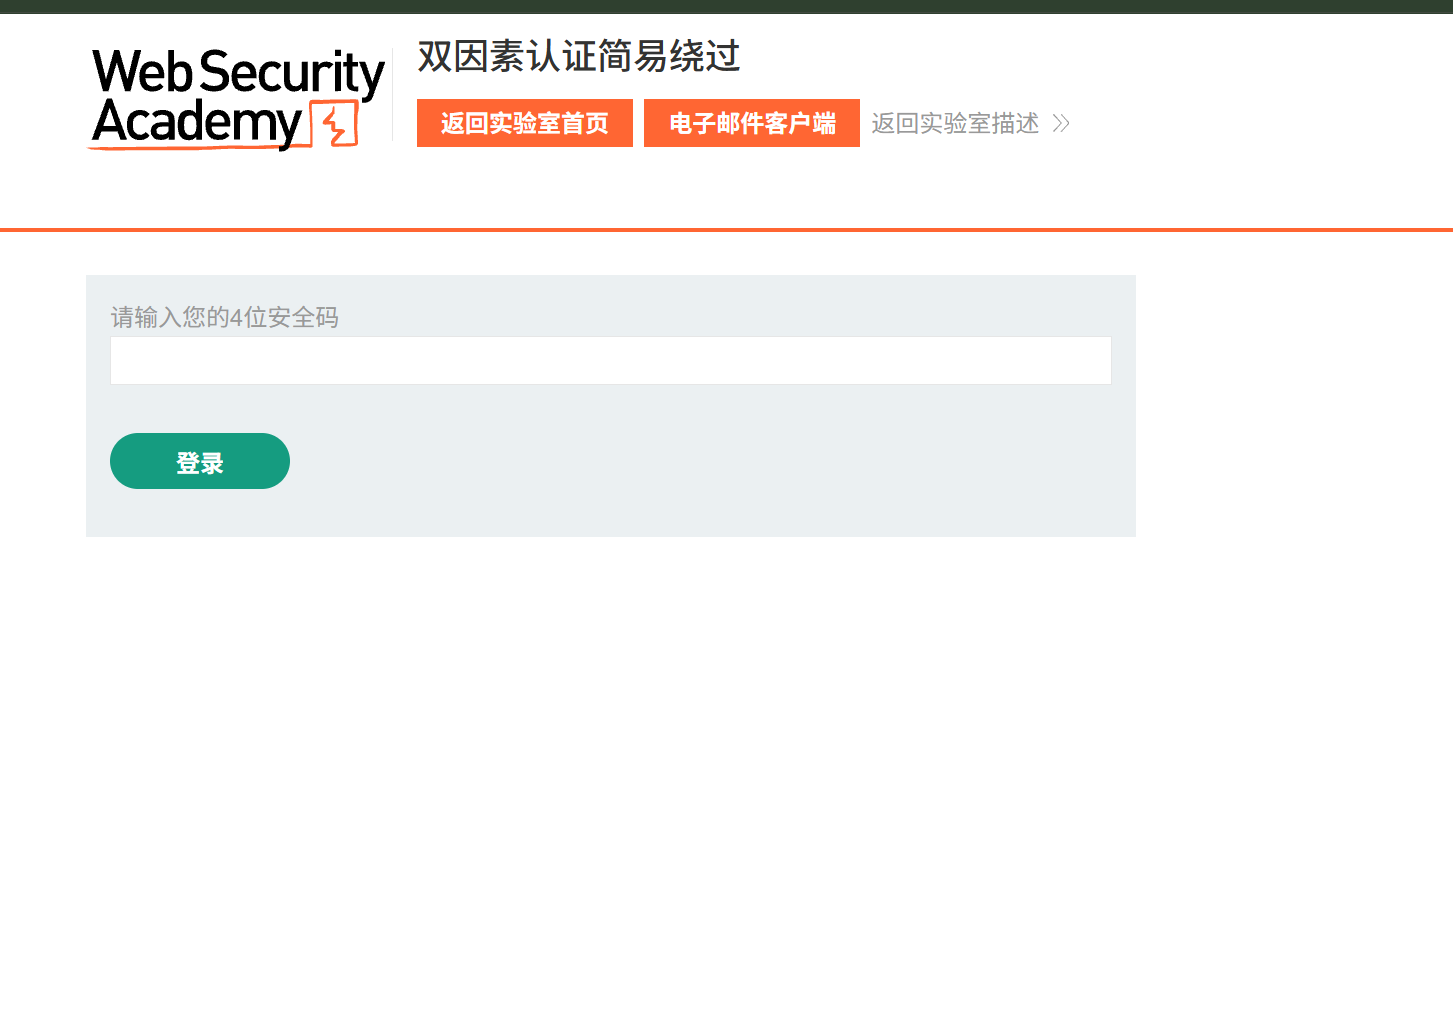 Web Security
Academy
双因素认证简易绕过
返回实验室首页
电子邮件客户端
返回实验室描述
请输入您的4位安全码
登录